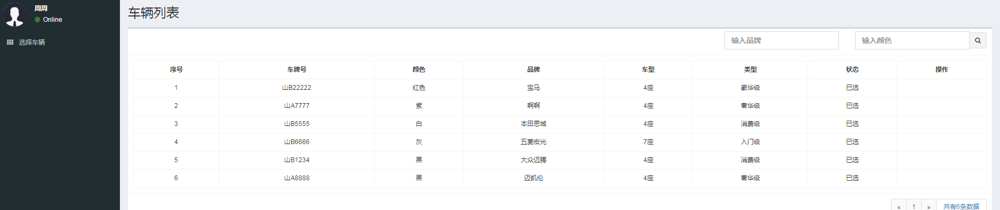 周周
Online
选择车辆
车辆列表
输入品牌 输入颜色
序号 车牌号 颜色 品牌 车型 类型 状态 操作
1 山B22222 红色 宝马 4座 豪华级 已选
2 山A7777 紫 啊啊 4座 奢华级 已选
3 山B5555 白 本田思域 4座 消费级 已选
4 山B6666 灰 五菱宏光 7座 入门级 已选
5 山B1234 黑 大众迈腾 4座 消费级 已选
6 山A8888 黑 迈凯伦 4座 奢华级 已选
« 1 » 共有6条数据